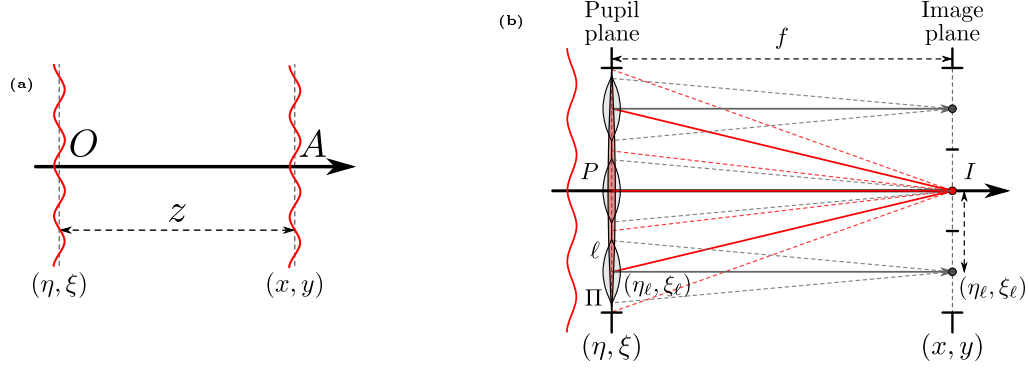 (a)
O
A
z
(η, ξ)
(x, y)
(b)
Pupil
plane
Image
plane
f
P
I
ℓ
(ηℓ, ξℓ)
(ηℓ, ξℓ)
Π
(η, ξ)
(x, y)